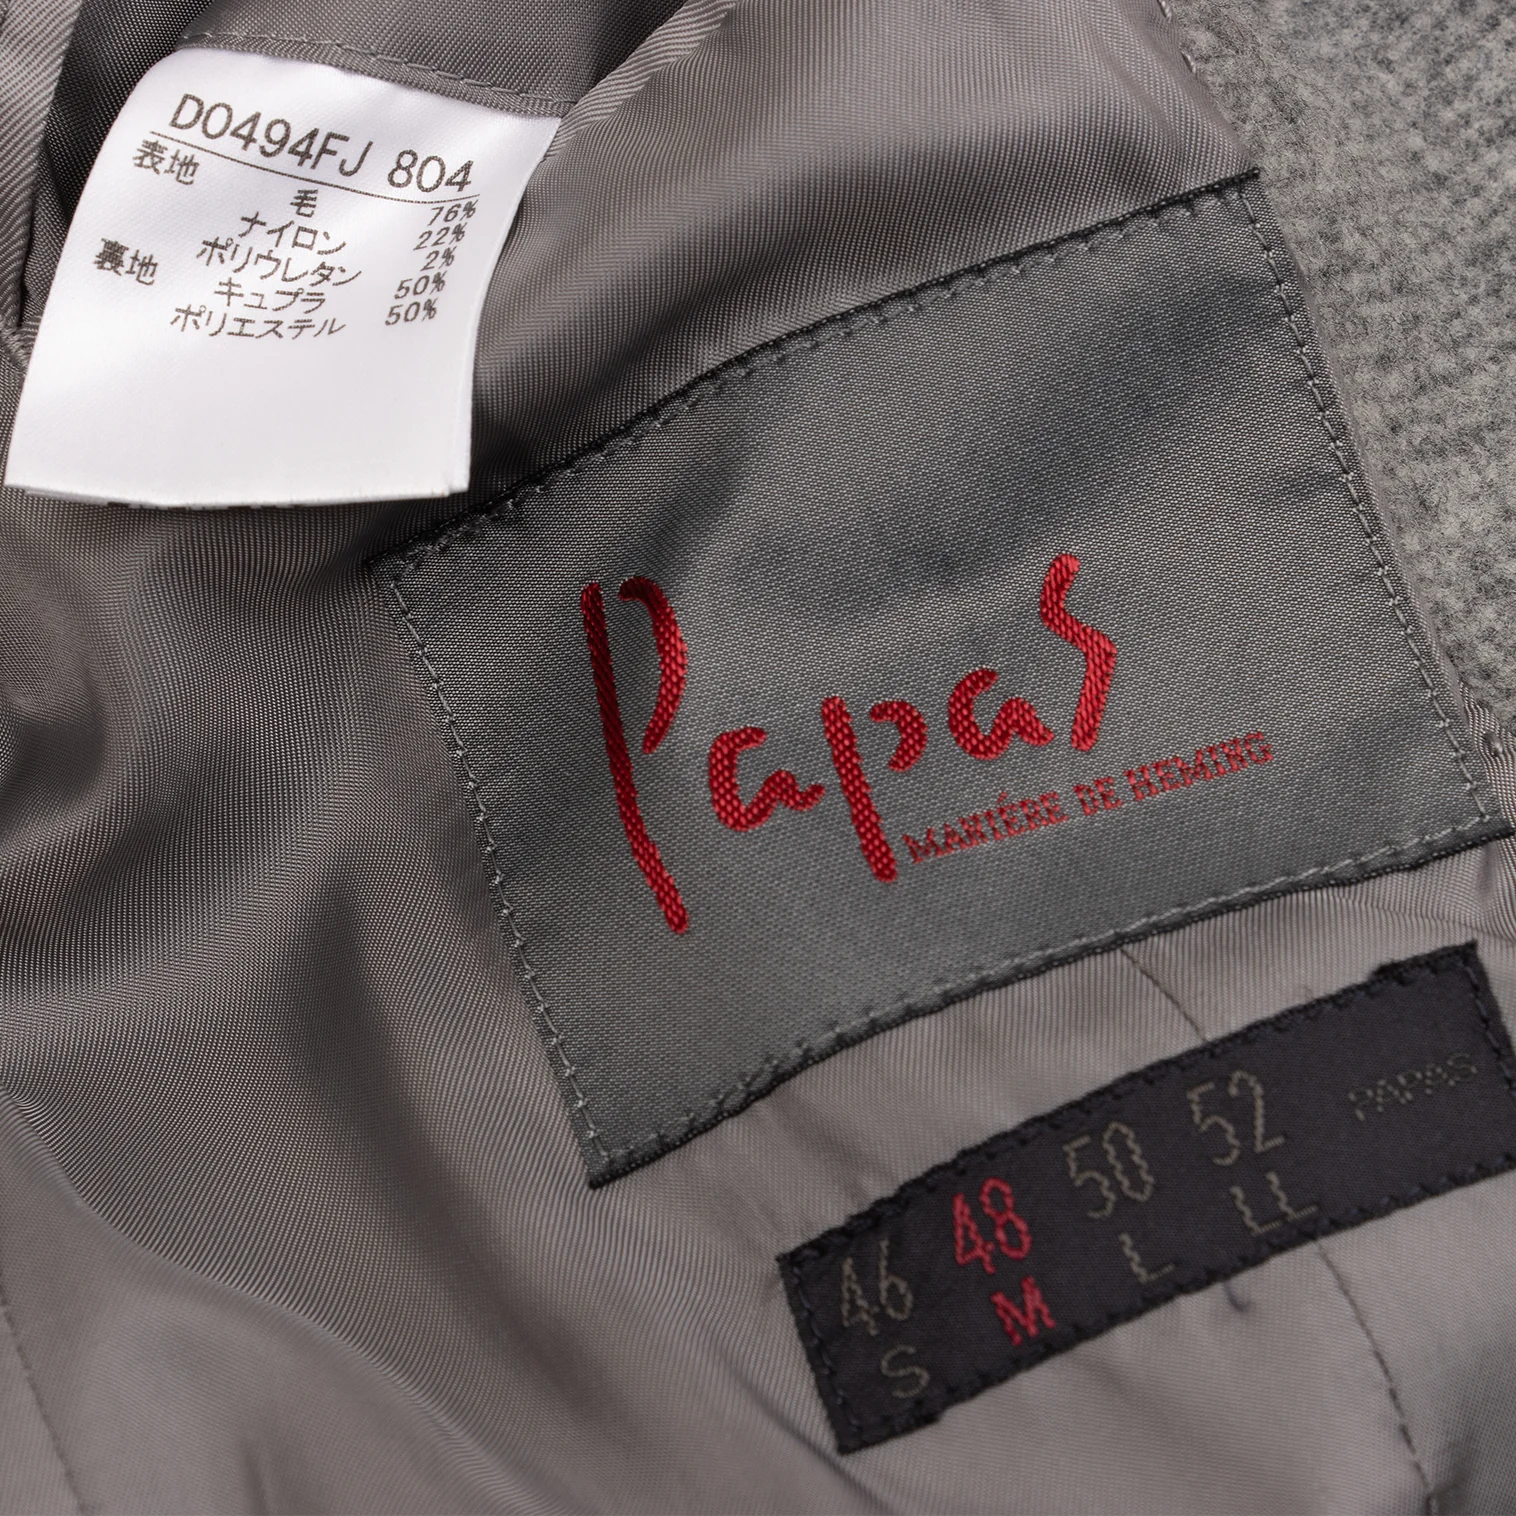 DO494FJ 804
表地
毛 76%
ナイロン 22%
ポリウレタン 2%
裏地
キュプラ 50%
ポリエステル 50%
Papas
MANIÉRE DE HEMING
46 48 50 52 PAPAS
S M L LL